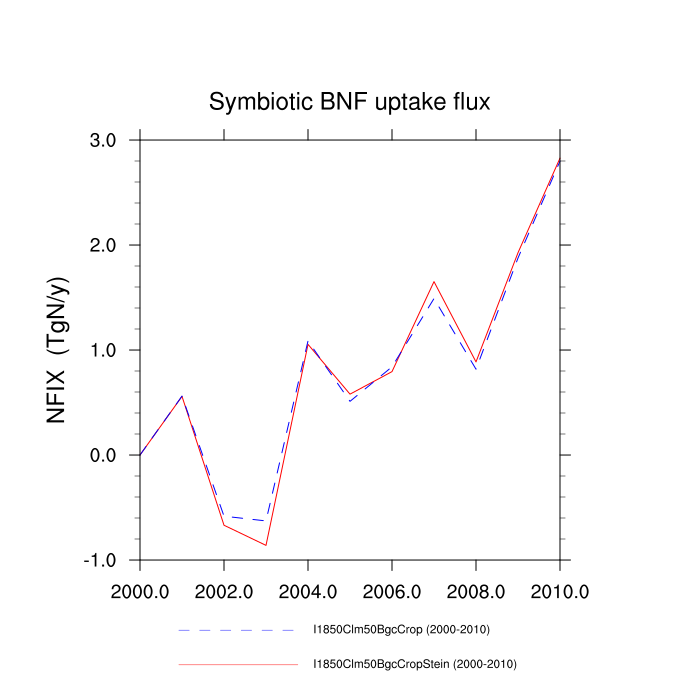 Symbiotic BNF uptake flux
3.0
2.0
1.0
0.0
-1.0
NFIX (TgN/y)
2000.0 2002.0 2004.0 2006.0 2008.0 2010.0
I1850Clm50BgcCrop (2000-2010)
I1850Clm50BgcCropStein (2000-2010)